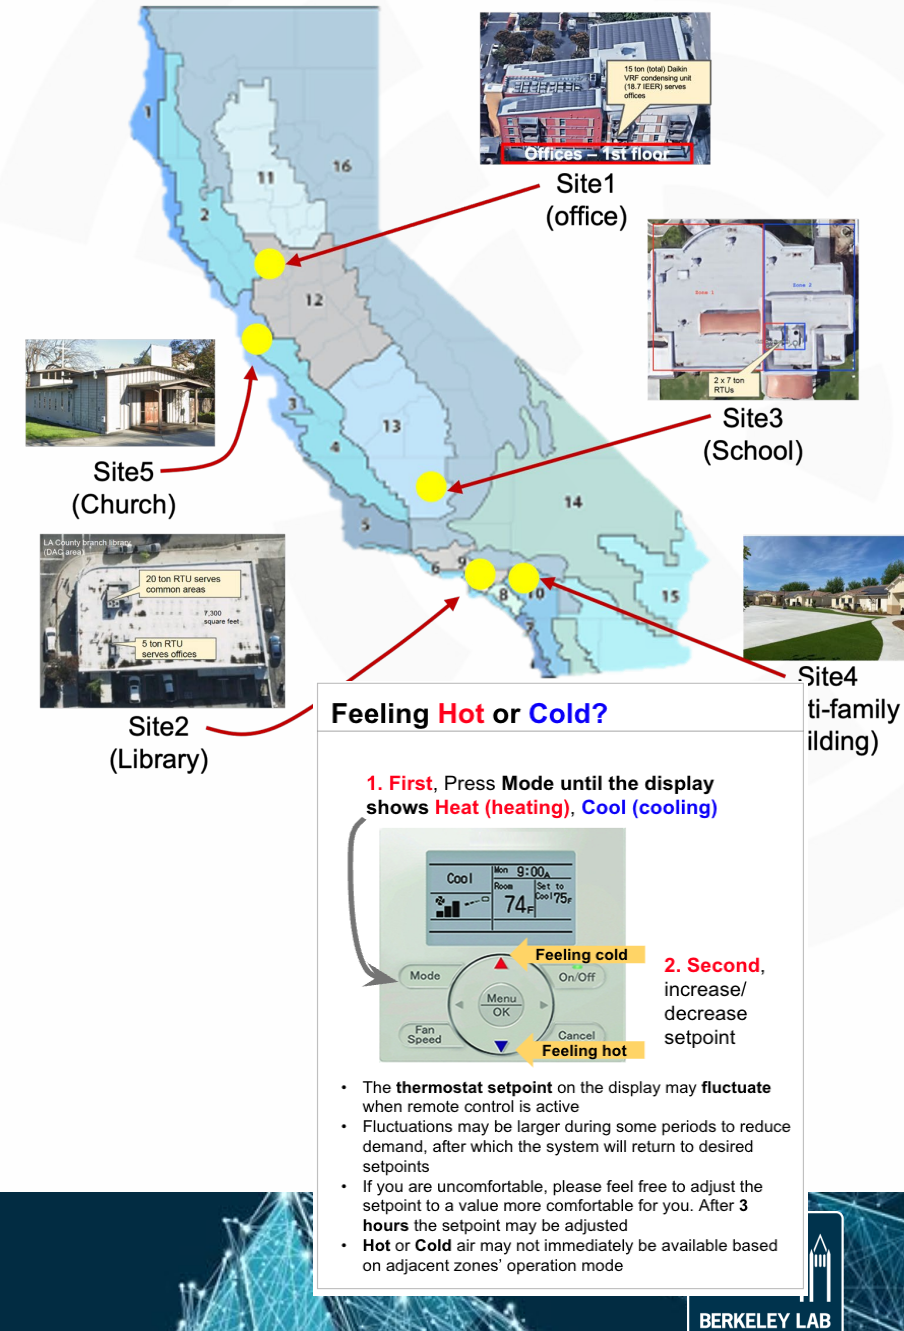 15 ton (total) Daikin
VRF condensing unit
(18.7 IEER) serves
offices
Offices – 1st floor
Site1
(office)
1
16
11
2
12
Zone 1
Zone 2
2 x 7 ton
RTUs
Site3
(School)
3
13
4
Site5
(Church)
14
5
LA County branch library
(DAC area)
20 ton RTU serves
common areas
7,300
square feet
5 ton RTU
serves offices
6
9
8
10
15
7
Site2
(Library)
Site4
ti-family
ilding)
Feeling Hot or Cold?
1. First, Press Mode until the display
shows Heat (heating), Cool (cooling)
Cool
Mon 9:00A
Room
74F
Set to
Cool 75F
Feeling cold
Mode
On/Off
Menu
OK
Fan
Speed
Cancel
Feeling hot
2. Second,
increase/
decrease
setpoint
• The thermostat setpoint on the display may fluctuate
when remote control is active
• Fluctuations may be larger during some periods to reduce
demand, after which the system will return to desired
setpoints
• If you are uncomfortable, please feel free to adjust the
setpoint to a value more comfortable for you. After 3
hours the setpoint may be adjusted
• Hot or Cold air may not immediately be available based
on adjacent zones’ operation mode
BERKELEY LAB